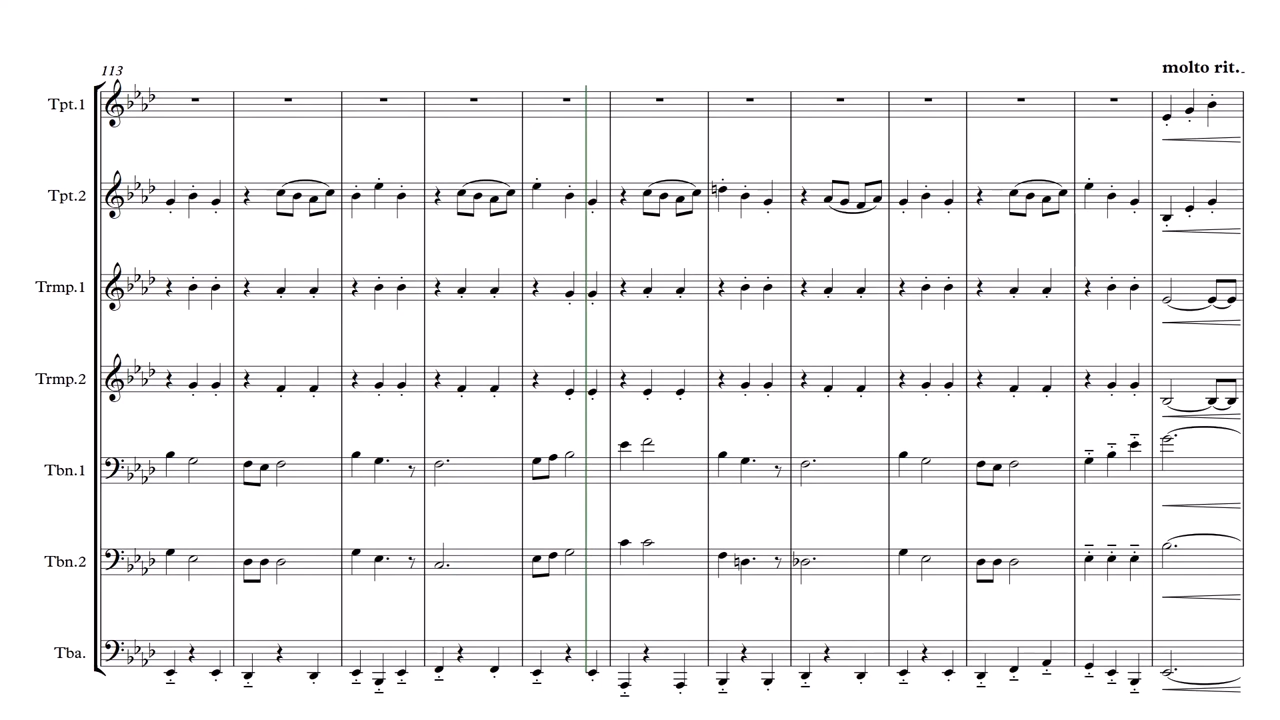 113
molto rit._
Tpt.1
Tpt.2
Trmp.1
Trmp.2
Tbn.1
Tbn.2
Tba.